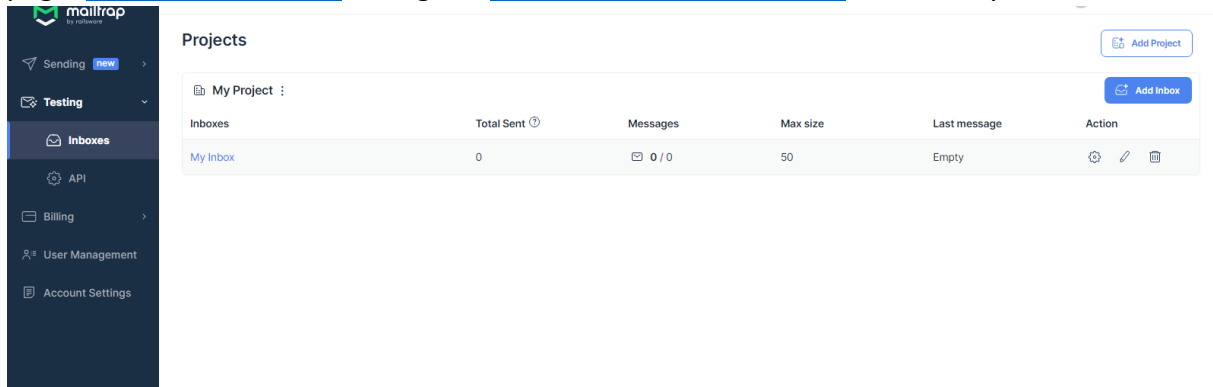 mailtrap
by railsware
Sending new
Testing
Inboxes
API
Billing
User Management
Account Settings
Projects
Add Project
My Project
Add Inbox
Inboxes Total Sent Messages Max size Last message Action
My Inbox 0 0 / 0 50 Empty